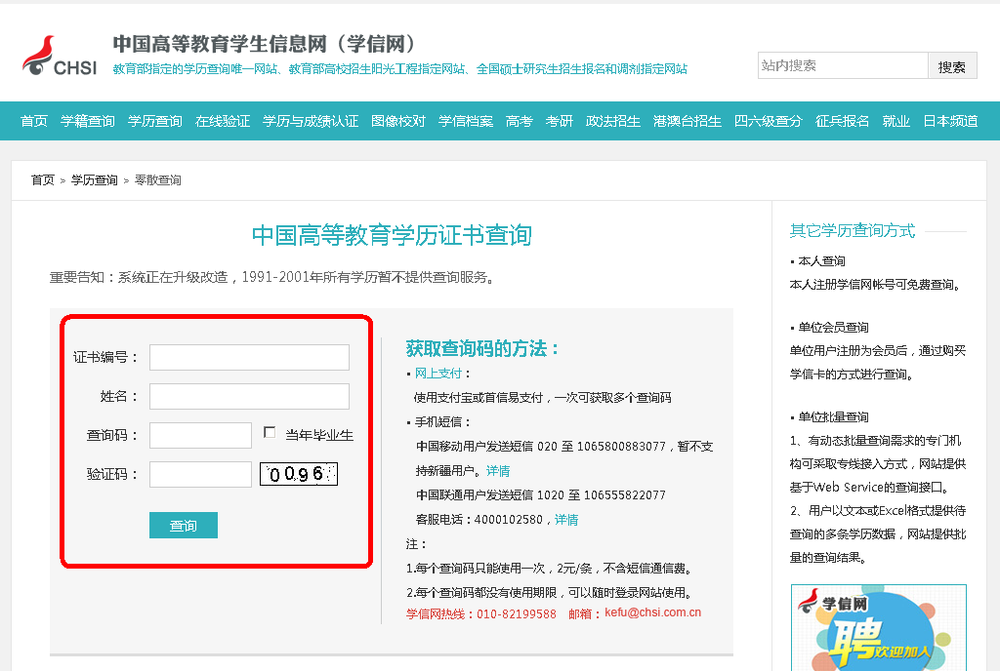 CHSI
中国高等教育学生信息网（学信网）
教育部指定的学历查询唯一网站、教育部高校招生阳光工程指定网站、全国硕士研究生招生报名和调剂指定网站
站内搜索 搜索
首页 学籍查询 学历查询 在线验证 学历与成绩认证 图像校对 学信档案 高考 考研 政法招生 港澳台招生 四六级查分 征兵报名 就业 日本频道
首页 > 学历查询 > 零散查询
中国高等教育学历证书查询
重要告知：系统正在升级改造，1991-2001年所有学历暂不提供查询服务。
证书编号：
姓名：
查询码： 当年毕业生
验证码： 0096
查询
获取查询码的方法：
▪ 网上支付：
使用支付宝或首信易支付，一次可获取多个查询码
▪ 手机短信：
中国移动用户发送短信 020 至 1065800883077，暂不支
持新疆用户。详情
中国联通用户发送短信 1020 至 106555822077
客服电话：4000102580，详情
注：
1.每个查询码只能使用一次，2元/条，不含短信通信费。
2.每个查询码都没有使用期限，可以随时登录网站使用。
学信网热线：010-82199588 邮箱：kefu@chsi.com.cn
其它学历查询方式
▪ 本人查询
本人注册学信网帐号可免费查询。
▪ 单位会员查询
单位用户注册为会员后，通过购买
学信卡的方式进行查询。
▪ 单位批量查询
1、有动态批量查询需求的专门机
构可采取专线接入方式，网站提供
基于Web Service的查询接口。
2、用户以文本或Excel格式提供待
查询的多条学历数据，网站提供批
量的查询结果。
学信网
聘欢迎加入